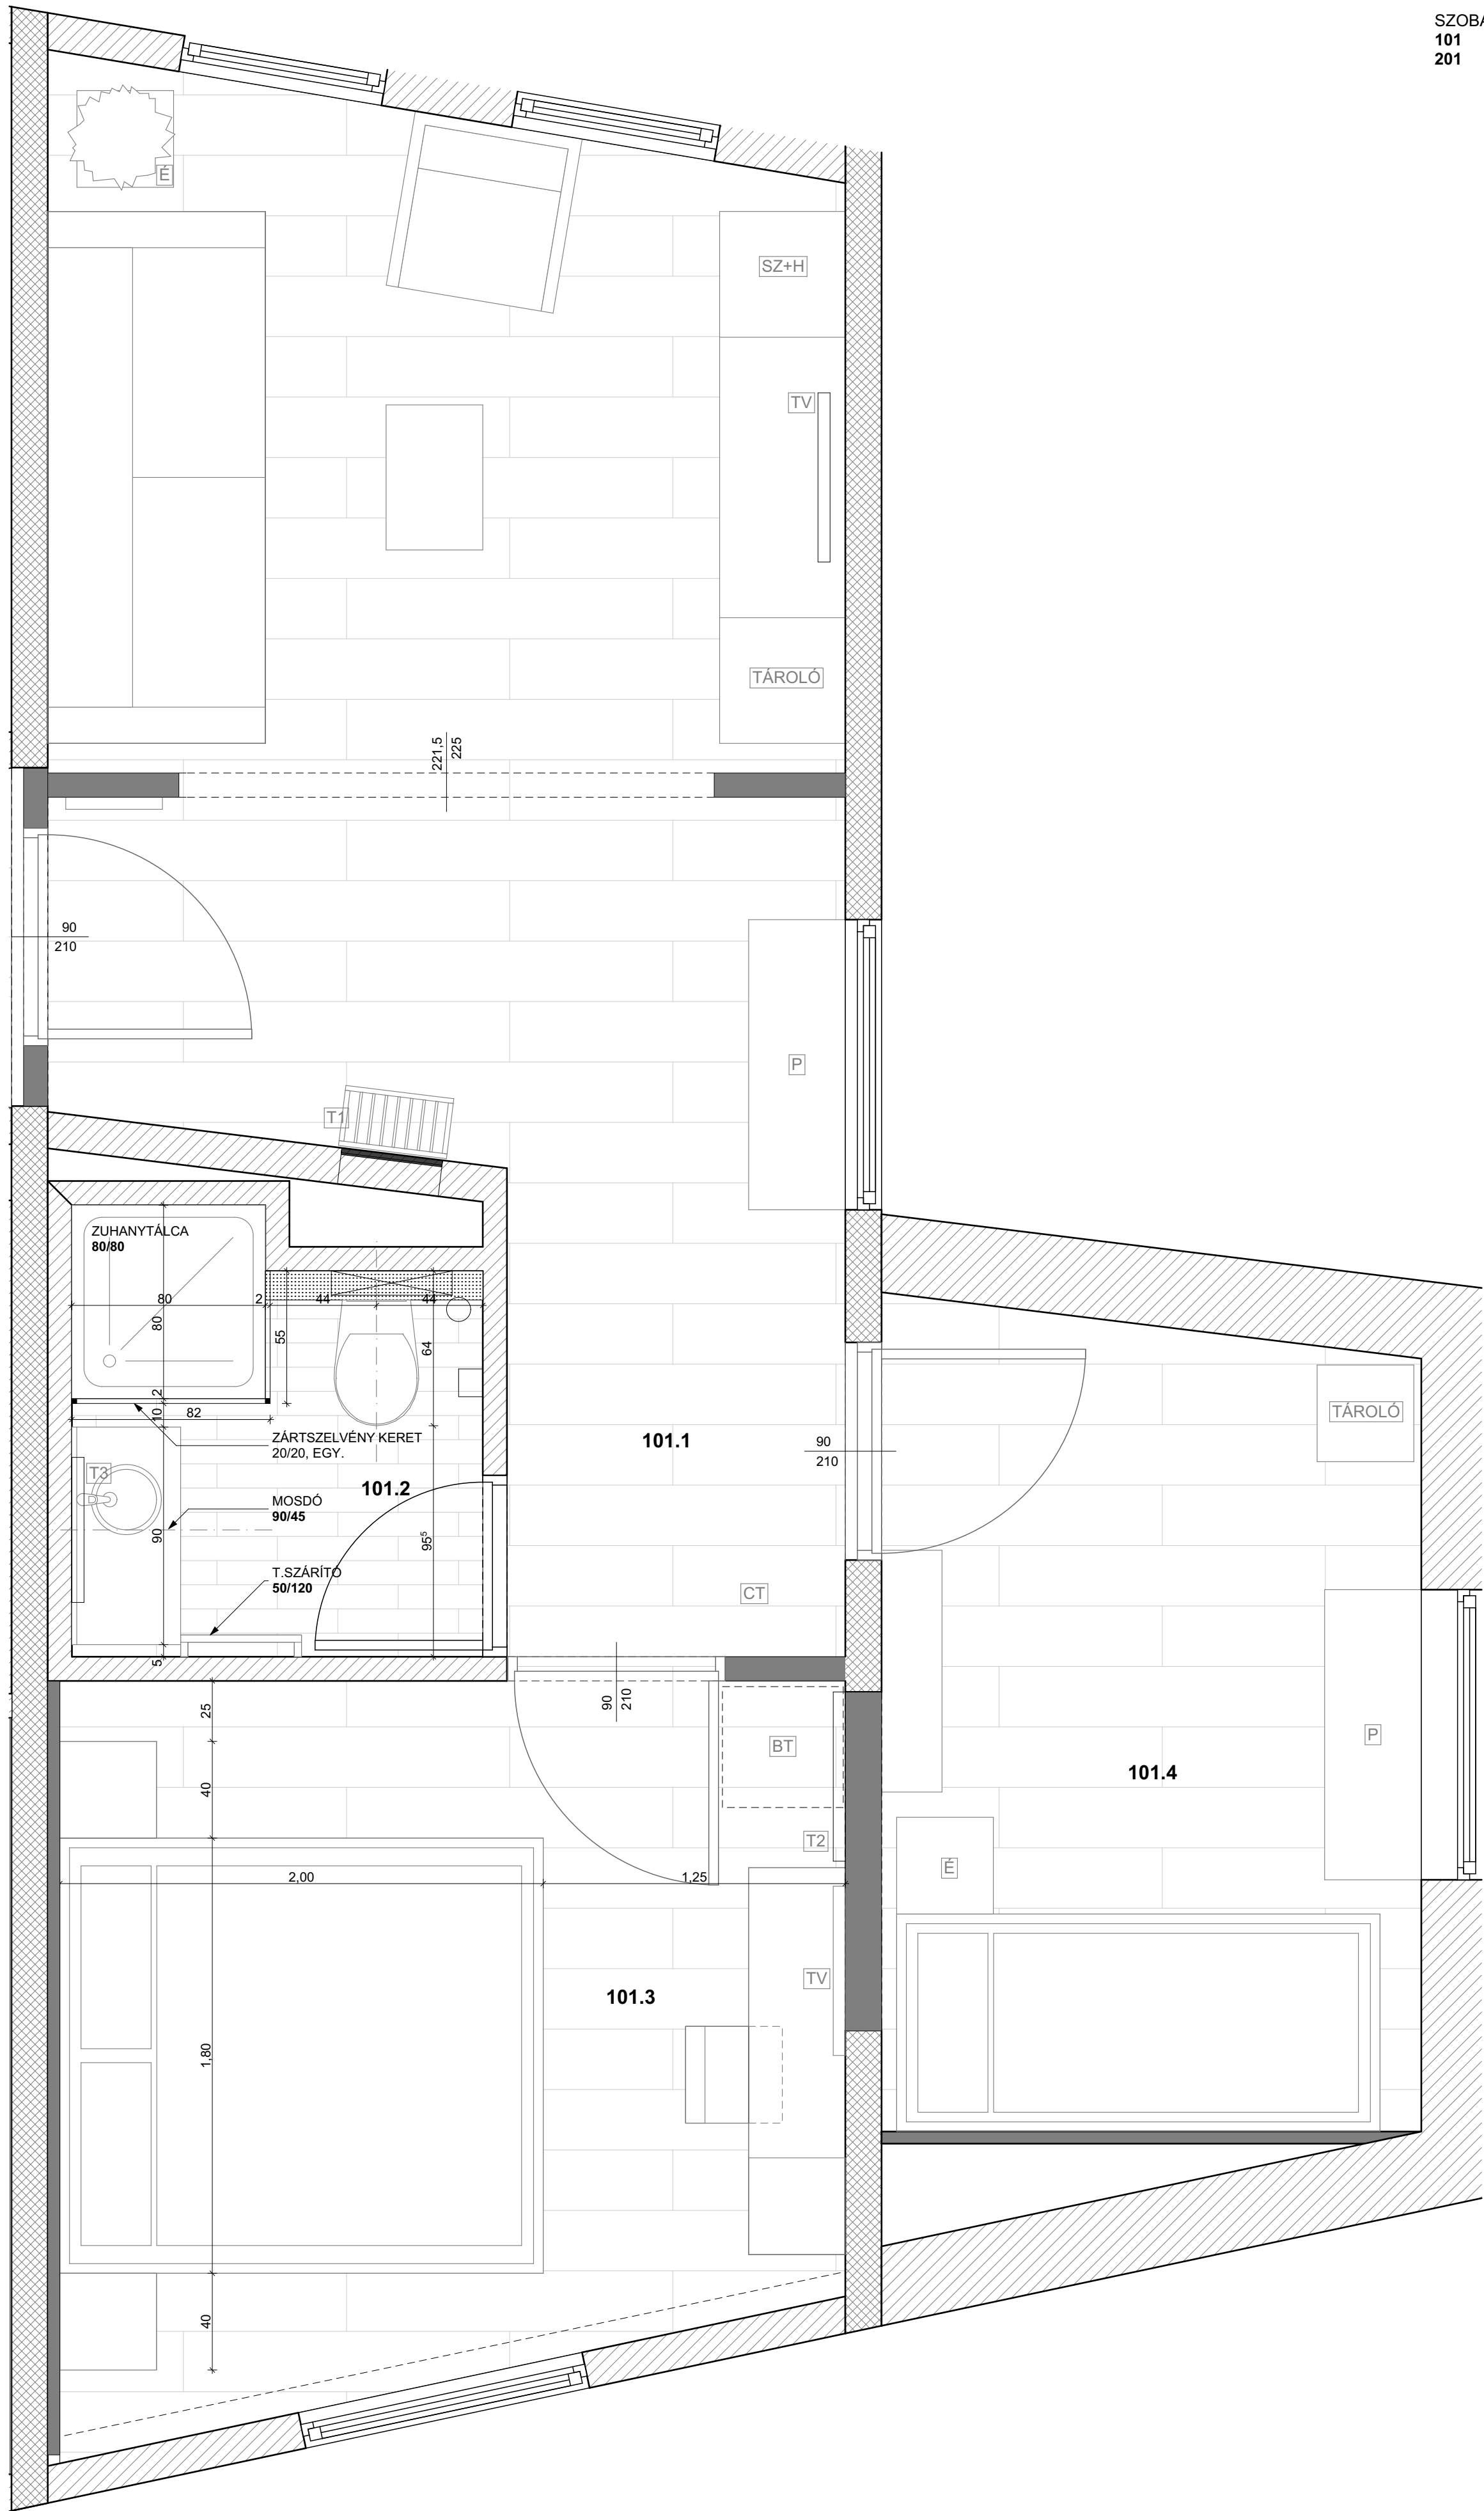 SZOBA
101
201
É
SZ+H
TV
TÁROLÓ
221,5
225
90
210
P
T1
ZUHANYTÁLCA
80/80
80
2
44
44
80
55
64
2
10
82
ZÁRTSZELVÉNY KERET
20/20, EGY.
T3
101.2
MOSDÓ
90/45
90
95⁵
T.SZÁRÍTÓ
50/120
5
101.1
90
210
TÁROLÓ
CT
90
210
25
BT
40
T2
P
101.4
É
2,00
1,25
TV
101.3
1,80
40